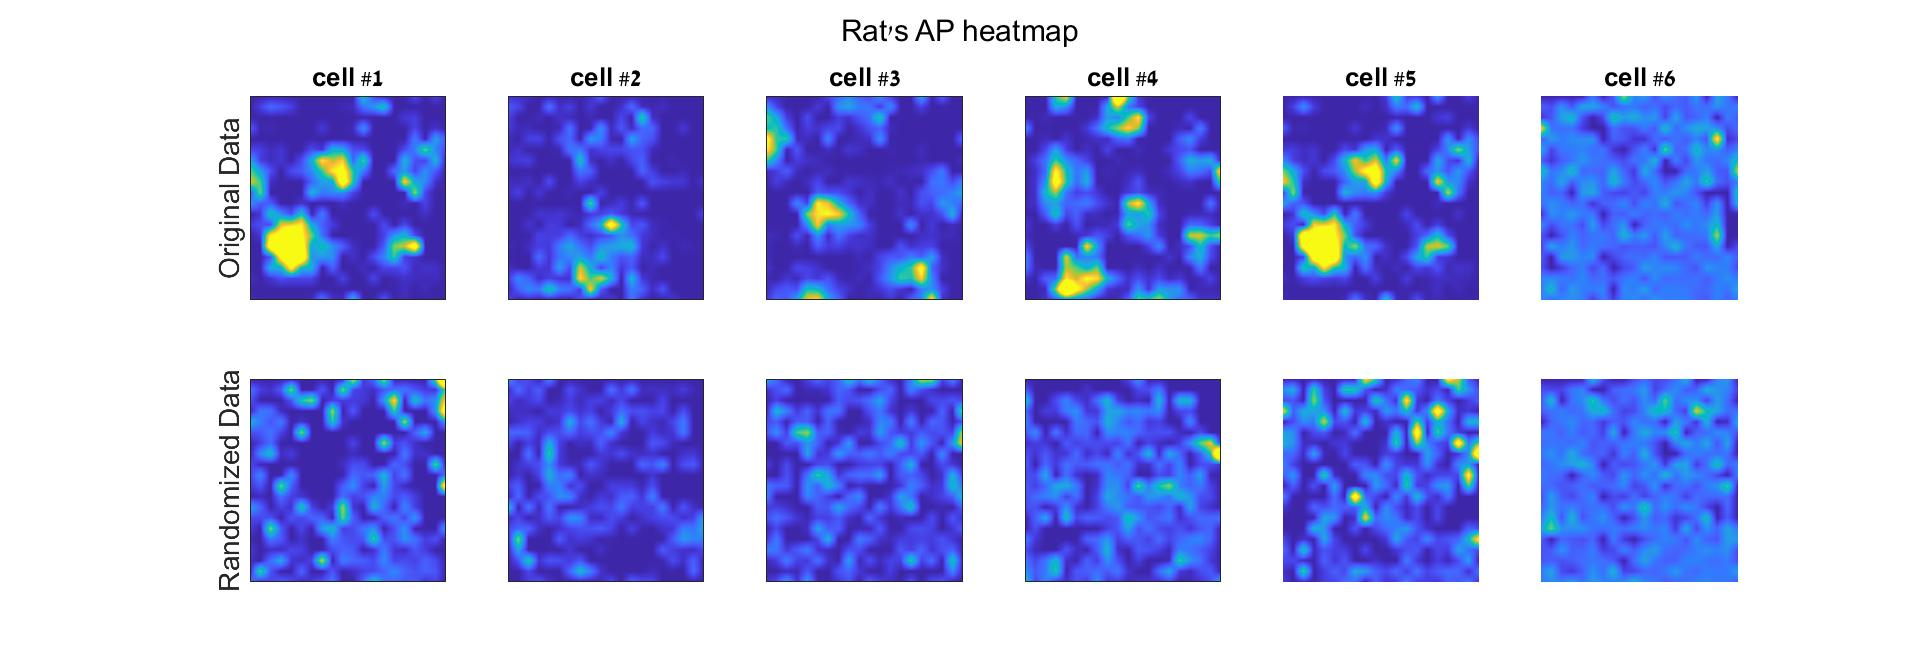 Rat's AP heatmap
cell #1 cell #2 cell #3 cell #4 cell #5 cell #6
Original Data
Randomized Data